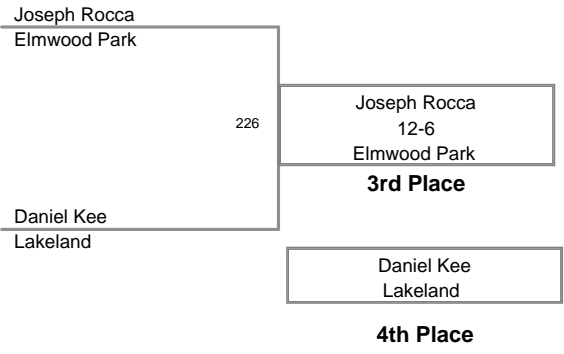 Joseph Rocca
Elmwood Park
226
Joseph Rocca
12-6
Elmwood Park
3rd Place
Daniel Kee
Lakeland
Daniel Kee
Lakeland
4th Place